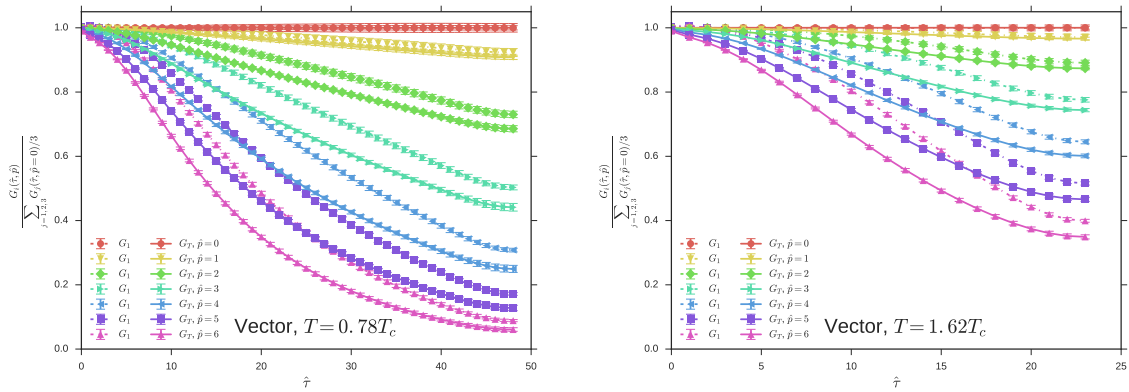 1.0
0.8
0.6
0.4
0.2
0.0
0 10 20 30 40 50
τ̂
G_i(τ̂, p̂)
∑_{j=1,2,3} G_j(τ̂, p̂=0)/3
G_1 G_T, p̂=0
G_1 G_T, p̂=1
G_1 G_T, p̂=2
G_1 G_T, p̂=3
G_1 G_T, p̂=4
G_1 G_T, p̂=5
G_1 G_T, p̂=6
Vector, T=0.78T_c
1.0
0.8
0.6
0.4
0.2
0.0
0 5 10 15 20 25
τ̂
G_i(τ̂, p̂)
∑_{j=1,2,3} G_j(τ̂, p̂=0)/3
G_1 G_T, p̂=0
G_1 G_T, p̂=1
G_1 G_T, p̂=2
G_1 G_T, p̂=3
G_1 G_T, p̂=4
G_1 G_T, p̂=5
G_1 G_T, p̂=6
Vector, T=1.62T_c